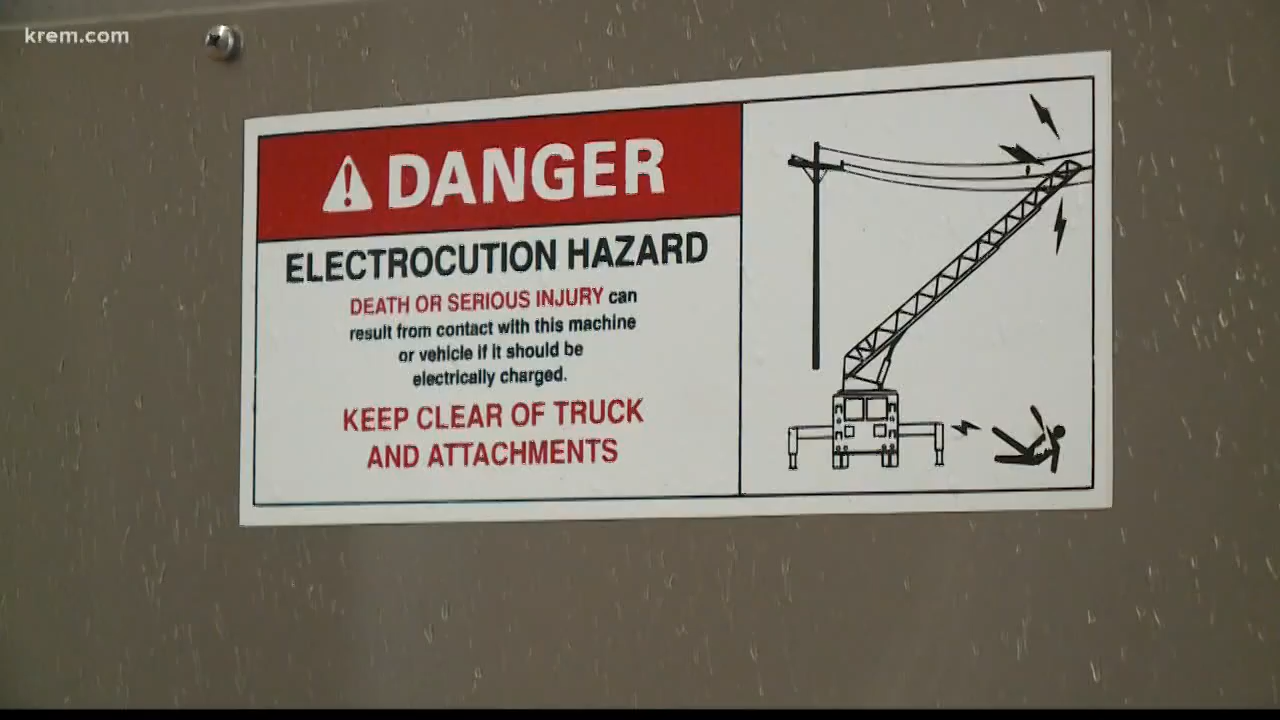 krem.com
DANGER
ELECTROCUTION HAZARD
DEATH OR SERIOUS INJURY can
result from contact with this machine
or vehicle if it should be
electrically charged.
KEEP CLEAR OF TRUCK
AND ATTACHMENTS